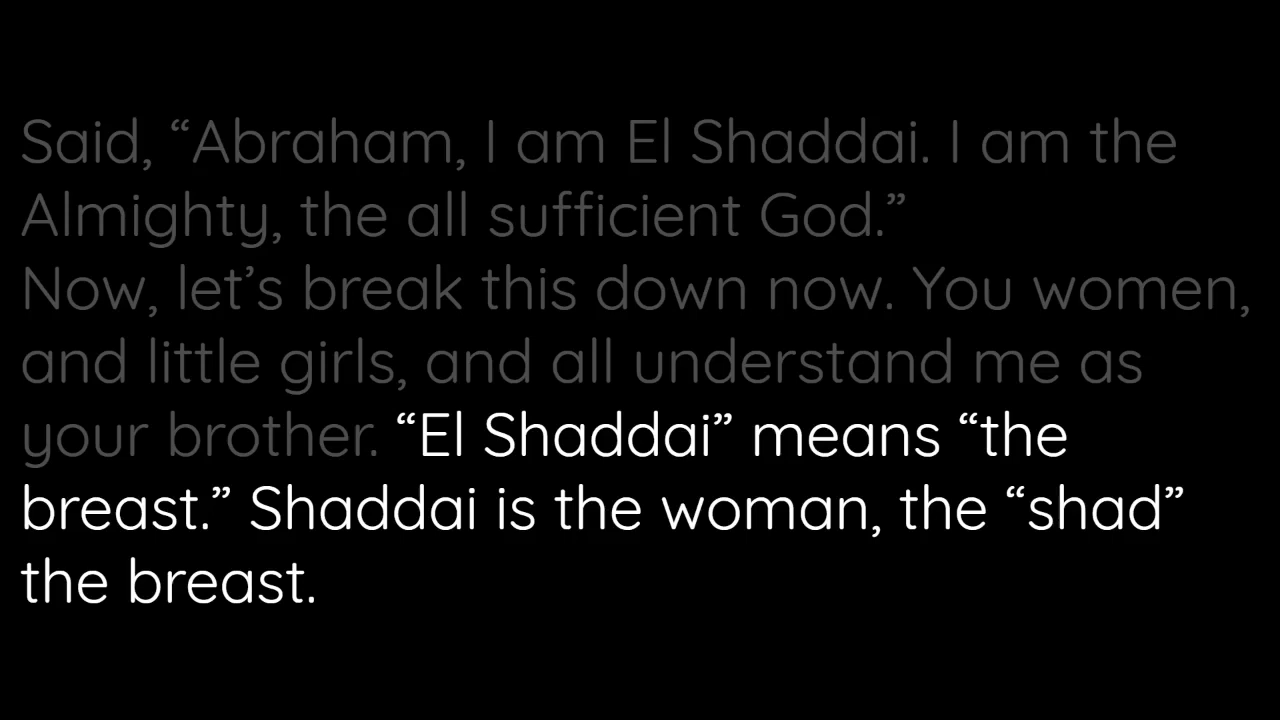 Said, “Abraham, I am El Shaddai. I am the
Almighty, the all sufficient God.”
Now, let’s break this down now. You women,
and little girls, and all understand me as
your brother. “El Shaddai” means “the
breast.” Shaddai is the woman, the “shad”
the breast.